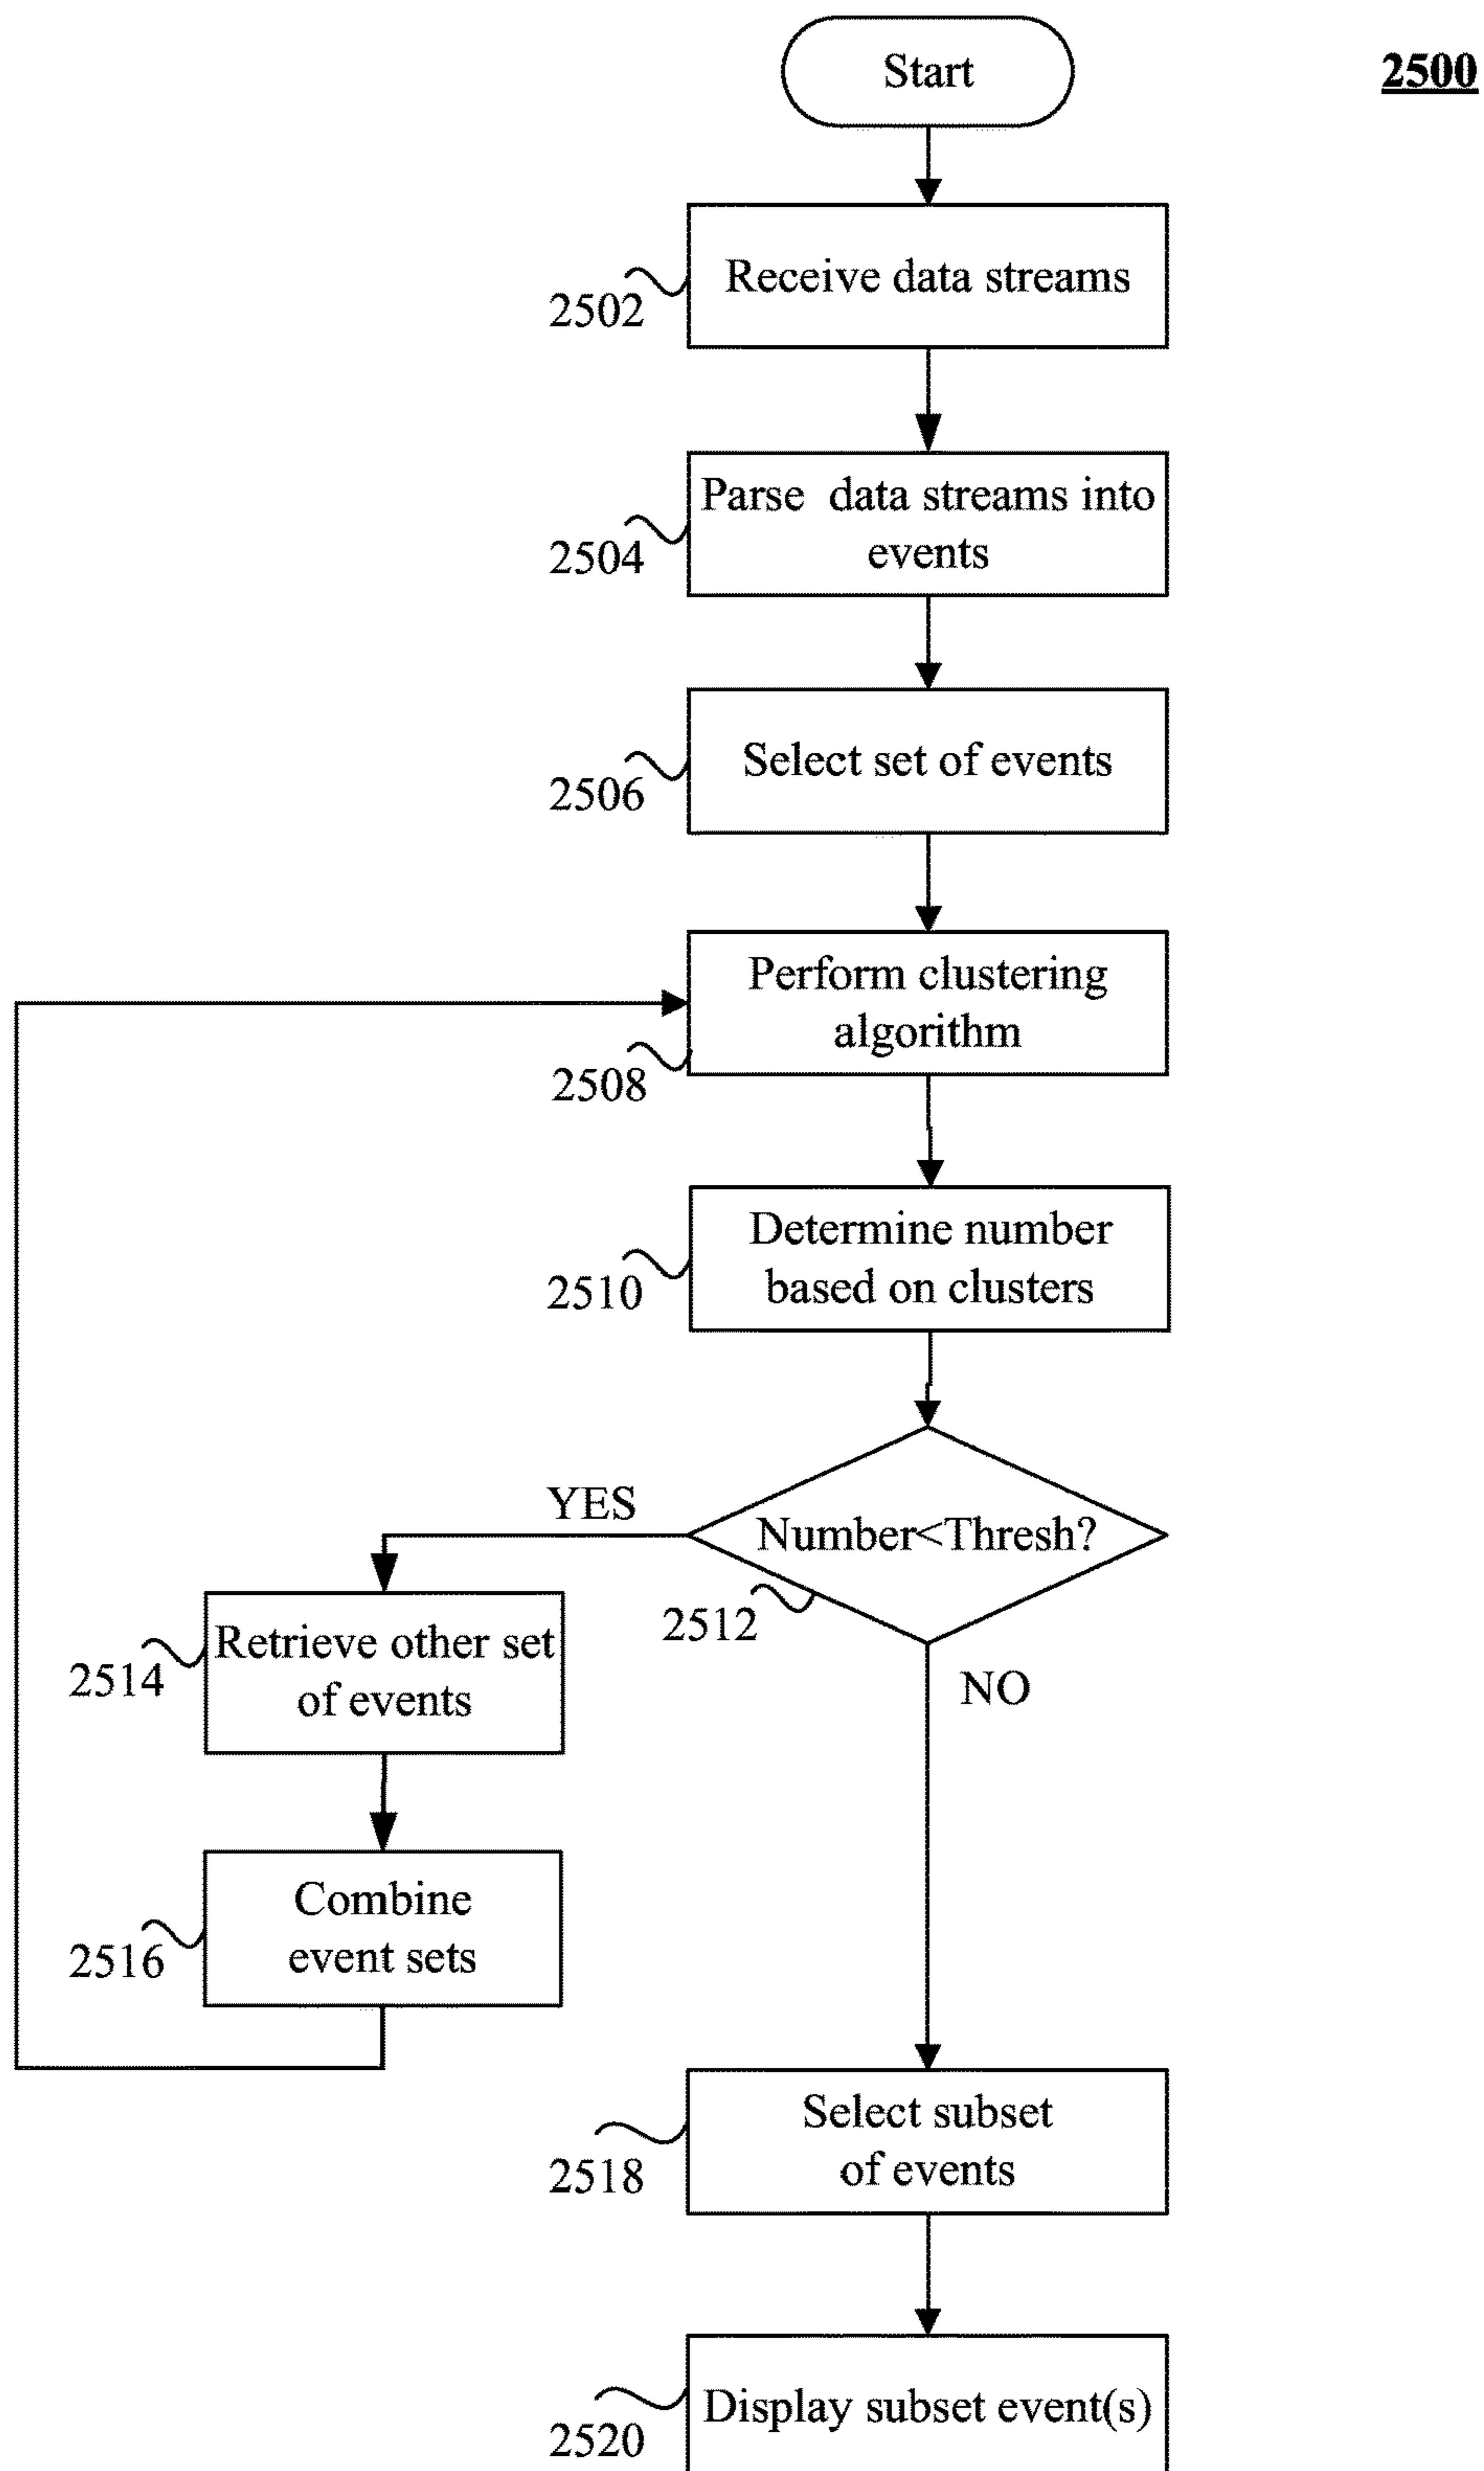 Start
2500
Receive data streams
2502
Parse data streams into
events
2504
Select set of events
2506
Perform clustering
algorithm
2508
Determine number
based on clusters
2510
YES
Number<Thresh?
2512
Retrieve other set
of events
2514
NO
Combine
event sets
2516
Select subset
of events
2518
Display subset event(s)
2520